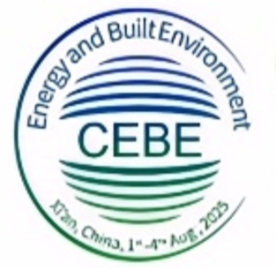 Energy and Built Environment
CEBE
Xi'an, China, 1st-4th Aug, 2025